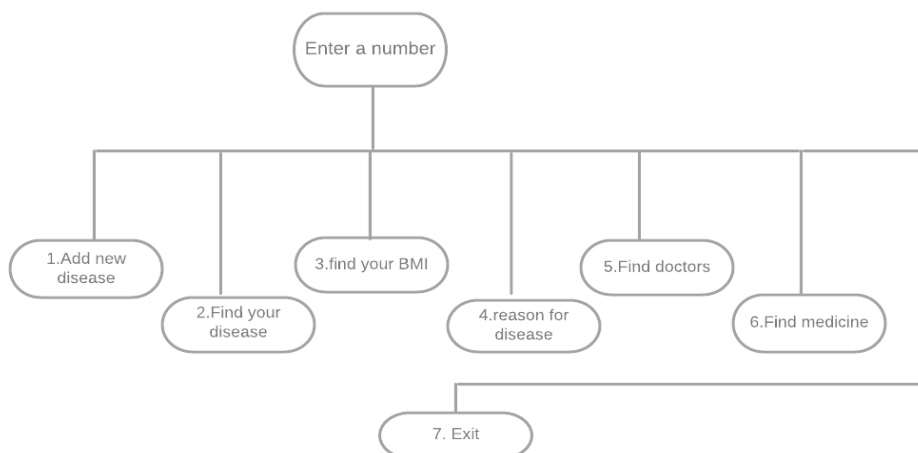 Enter a number
1.Add new
disease
2.Find your
disease
3.find your BMI
4.reason for
disease
5.Find doctors
6.Find medicine
7. Exit